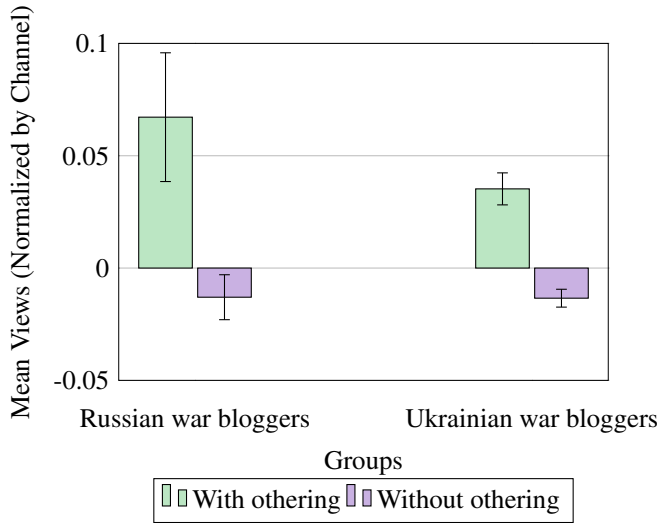 Mean Views (Normalized by Channel)
0.1
0.05
0
-0.05
Russian war bloggers
Ukrainian war bloggers
Groups
With othering
Without othering